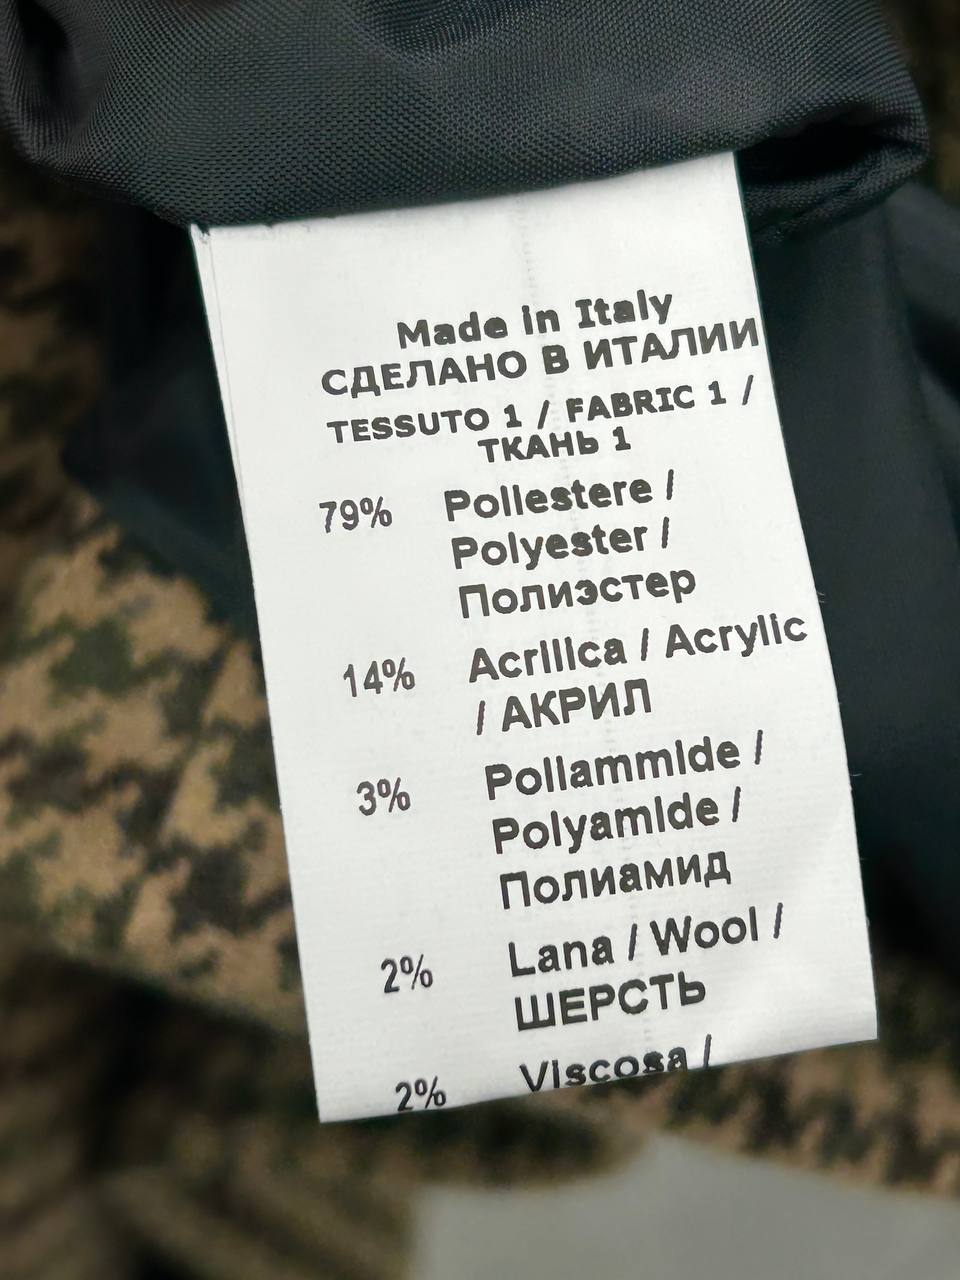 Made in Italy
СДЕЛАНО В ИТАЛИИ
TESSUTO 1 / FABRIC 1 /
ТКАНЬ 1
79% Poliestere /
Polyester /
Полиэстер
14% Acrilica / Acrylic
/ АКРИЛ
3% Poliammide /
Polyamide /
Полиамид
2% Lana / Wool /
ШЕРСТЬ
2% Viscosa /